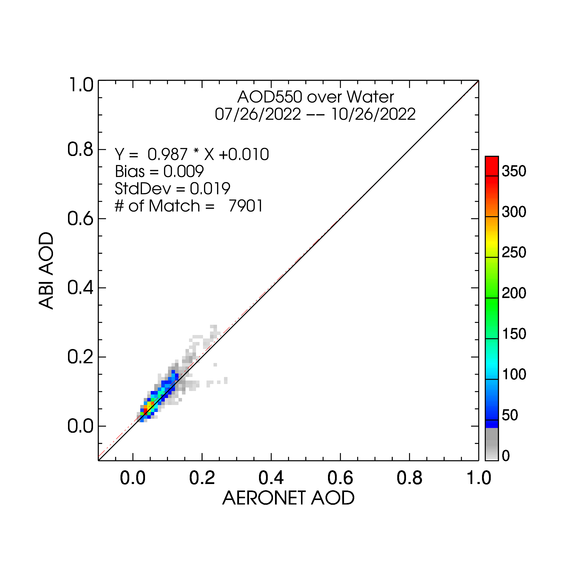 AOD550 over Water
07/26/2022 -- 10/26/2022
Y = 0.987 * X +0.010
Bias = 0.009
StdDev = 0.019
# of Match = 7901
1.0
0.8
0.6
0.4
0.2
0.0
ABI AOD
0.0 0.2 0.4 0.6 0.8 1.0
AERONET AOD
350
300
250
200
150
100
50
0